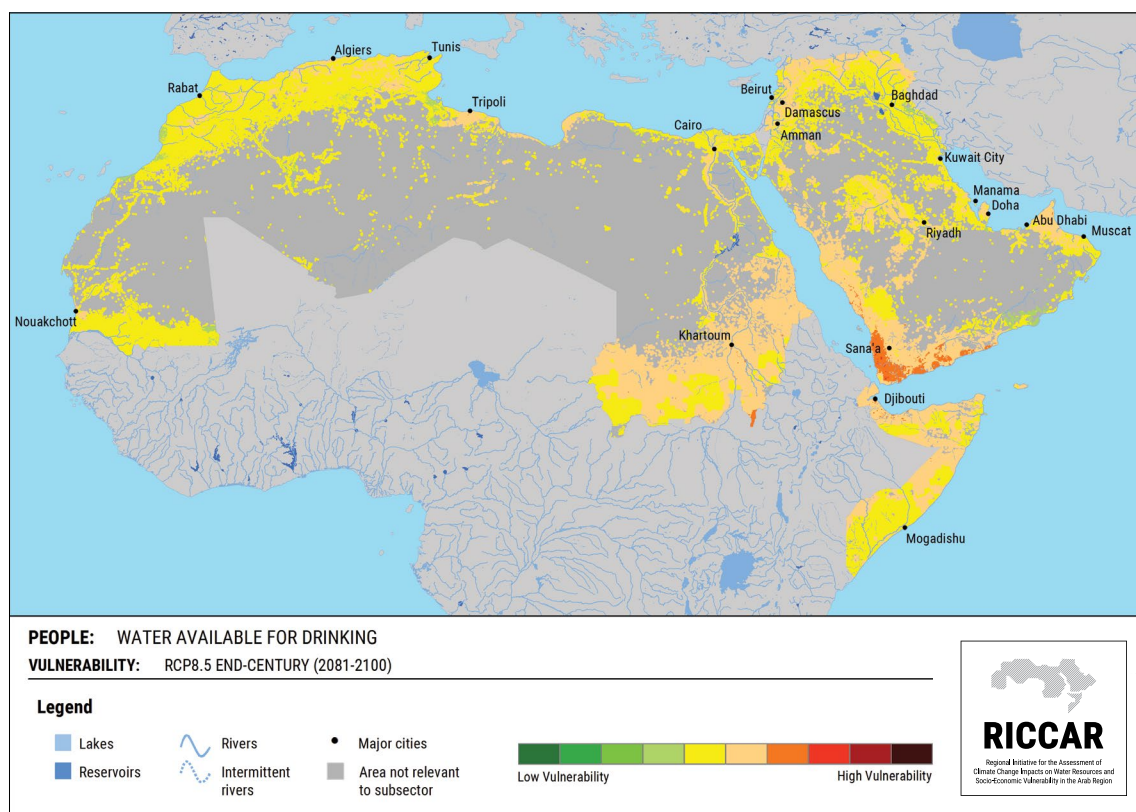 Algiers
Tunis
Rabat
Tripoli
Beirut
Damascus
Baghdad
Cairo
Amman
Kuwait City
Manama
Doha
Abu Dhabi
Riyadh
Muscat
Nouakchott
Khartoum
Sana'a
Djibouti
Mogadishu
PEOPLE: WATER AVAILABLE FOR DRINKING
VULNERABILITY: RCP8.5 END-CENTURY (2081-2100)
Legend
Lakes
Rivers
Major cities
Reservoirs
Intermittent
rivers
Area not relevant
to subsector
Low Vulnerability
High Vulnerability
RICCAR
Regional Initiative for the Assessment of
Climate Change Impacts on Water Resources and
Socio-Economic Vulnerability in the Arab Region